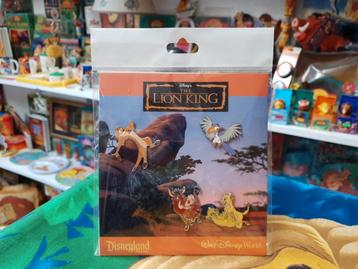 Disney's
THE
LION KING
Disneyland
Walt Disney World